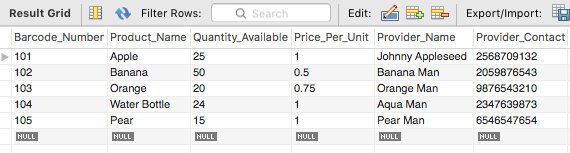 Result Grid Filter Rows: Search Edit: Export/Import:
Barcode_Number Product_Name Quantity_Available Price_Per_Unit Provider_Name Provider_Contact
101 Apple 25 1 Johnny Appleseed 2568709132
102 Banana 50 0.5 Banana Man 2059876543
103 Orange 20 0.75 Orange Man 9876543210
104 Water Bottle 24 1 Aqua Man 2347639873
105 Pear 15 1 Pear Man 6546547654
NULL NULL NULL NULL NULL NULL